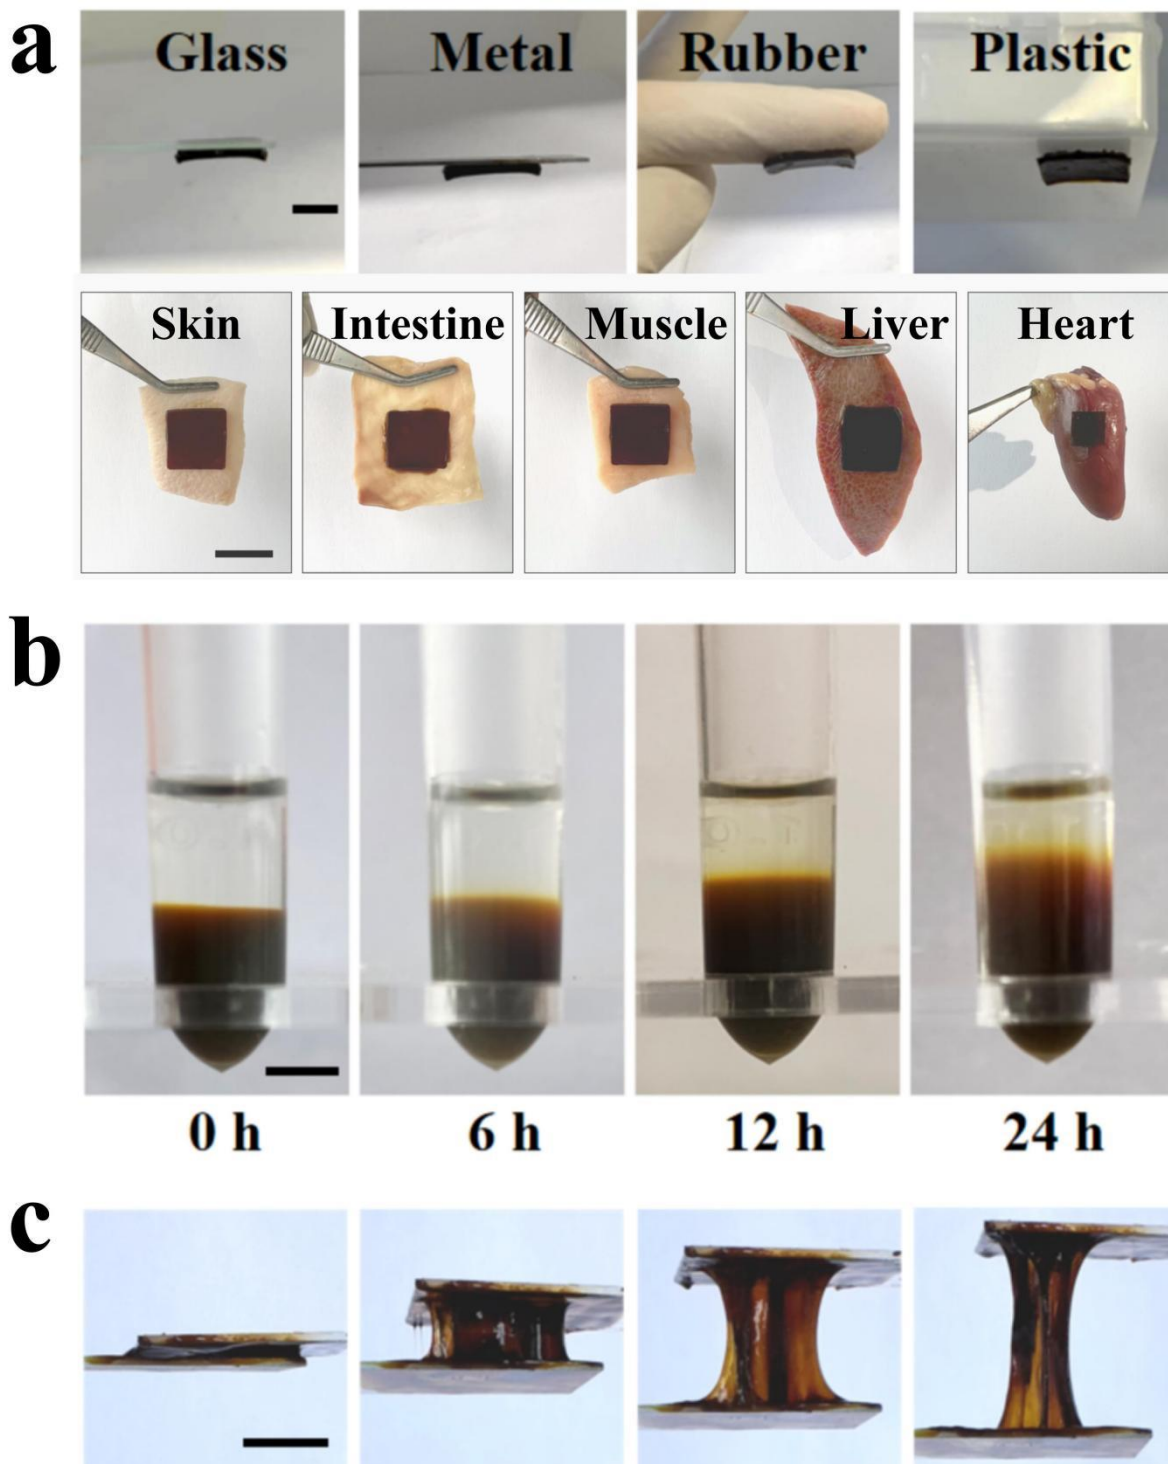 a
Glass Metal Rubber Plastic
Skin Intestine Muscle Liver Heart
b
0 h 6 h 12 h 24 h
c